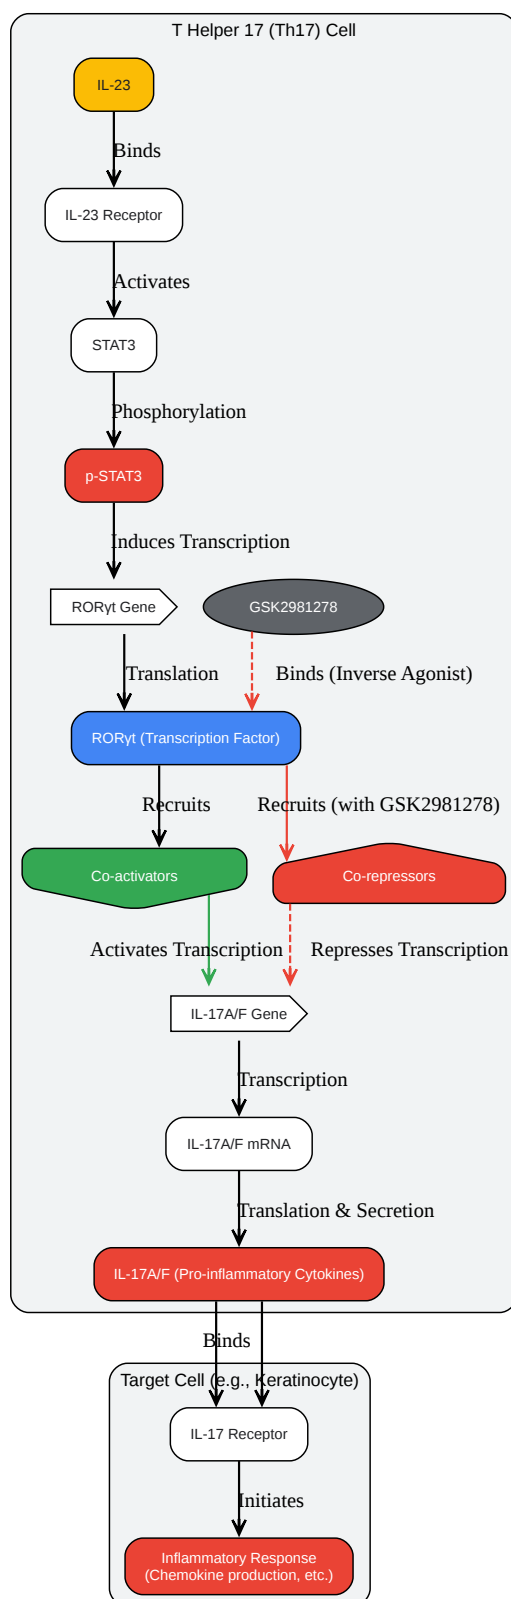 T Helper 17 (Th17) Cell
IL-23
Binds
IL-23 Receptor
Activates
STAT3
Phosphorylation
p-STAT3
Induces Transcription
RORγt Gene
GSK2981278
Translation
Binds (Inverse Agonist)
RORγt (Transcription Factor)
Recruits
Recruits (with GSK2981278)
Co-activators
Co-repressors
Activates Transcription
Represses Transcription
IL-17A/F Gene
Transcription
IL-17A/F mRNA
Translation & Secretion
IL-17A/F (Pro-inflammatory Cytokines)
Binds
Target Cell (e.g., Keratinocyte)
IL-17 Receptor
Initiates
Inflammatory Response
(Chemokine production, etc.)